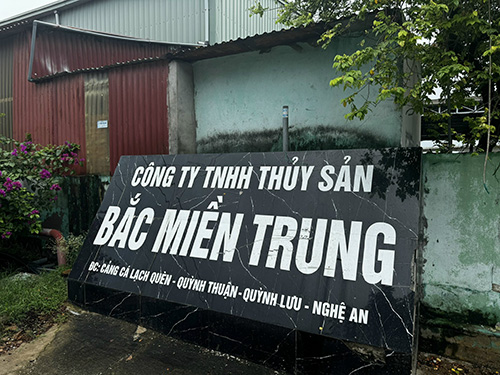 CÔNG TY TNHH THỦY SẢN
BẮC MIỀN TRUNG
ĐC: CẢNG CÁ LẠCH QUÈN - QUỲNH THUẬN - QUỲNH LƯU - NGHỆ AN